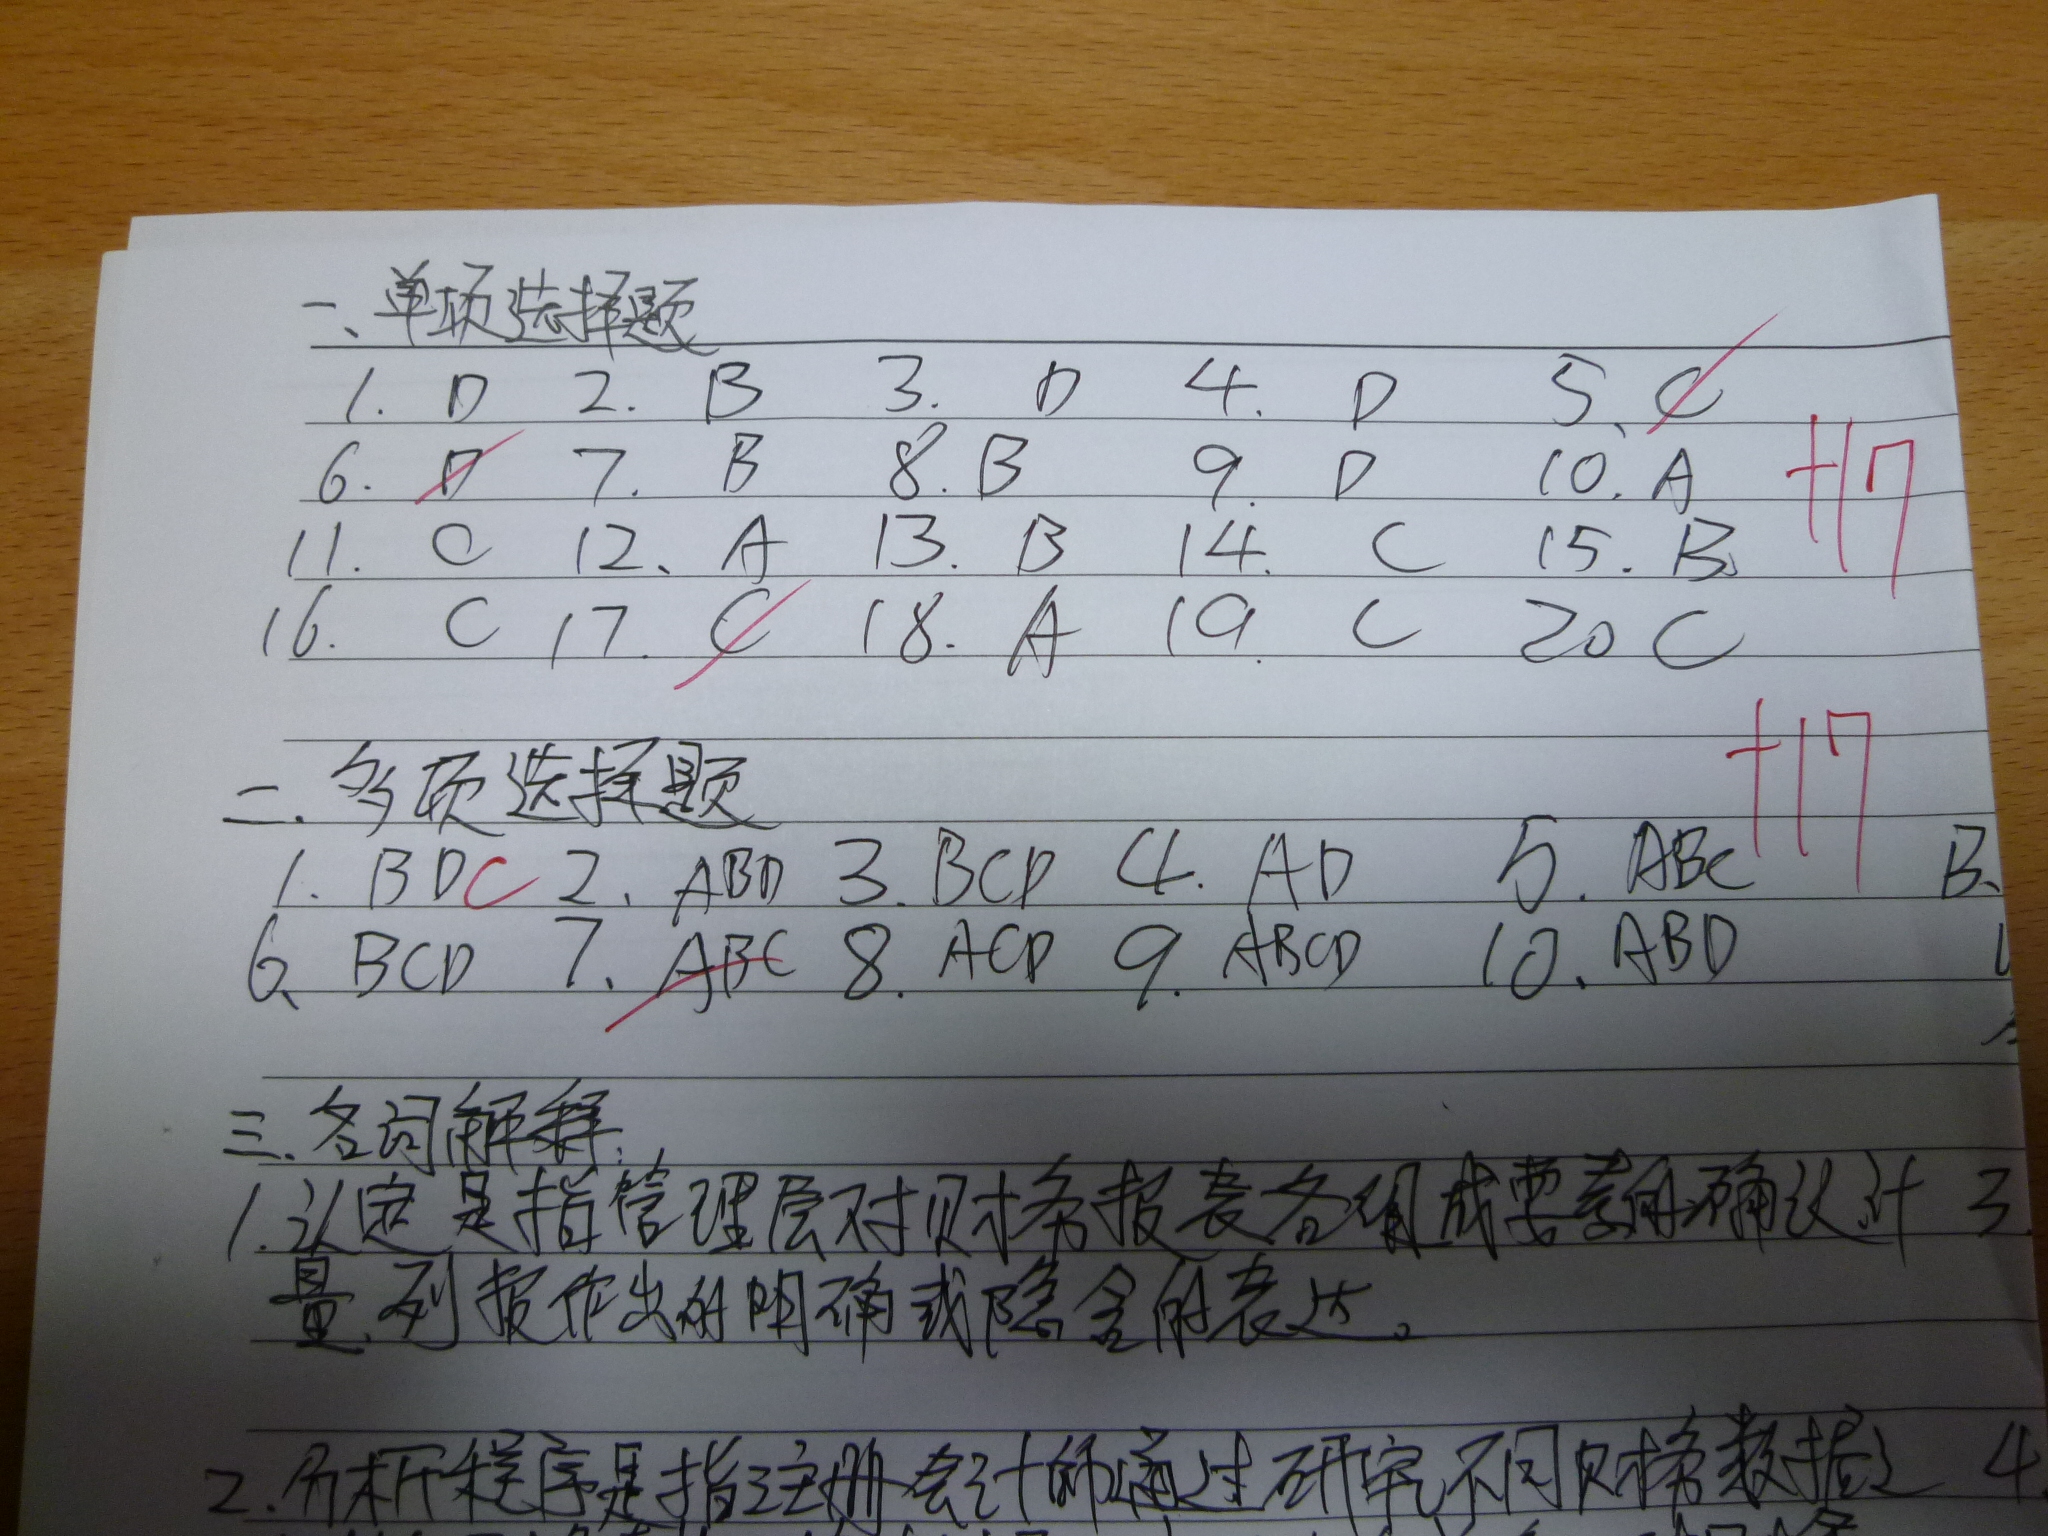 一、单项选择题
1. D 2. B 3. D 4. D 5、C
6. D 7. B 8. B 9. D 10. A
+17
11. C 12、A 13. B 14. C 15. B
16. C 17. C 18. A 19. C 20 C
+17
二、多项选择题
1. BDC 2. ABD 3. BCD 4. AD 5. ABC B、
6、BCD 7. ABC 8. ACD 9. ABCD 10、ABD
三、名词解释
1.认定是指管理层对财务报表各组成要素的确认、计 3.
量、列报作出的明确或隐含的表达。
2.分析程序是指注册会计师通过研究不同财务数据之 4.